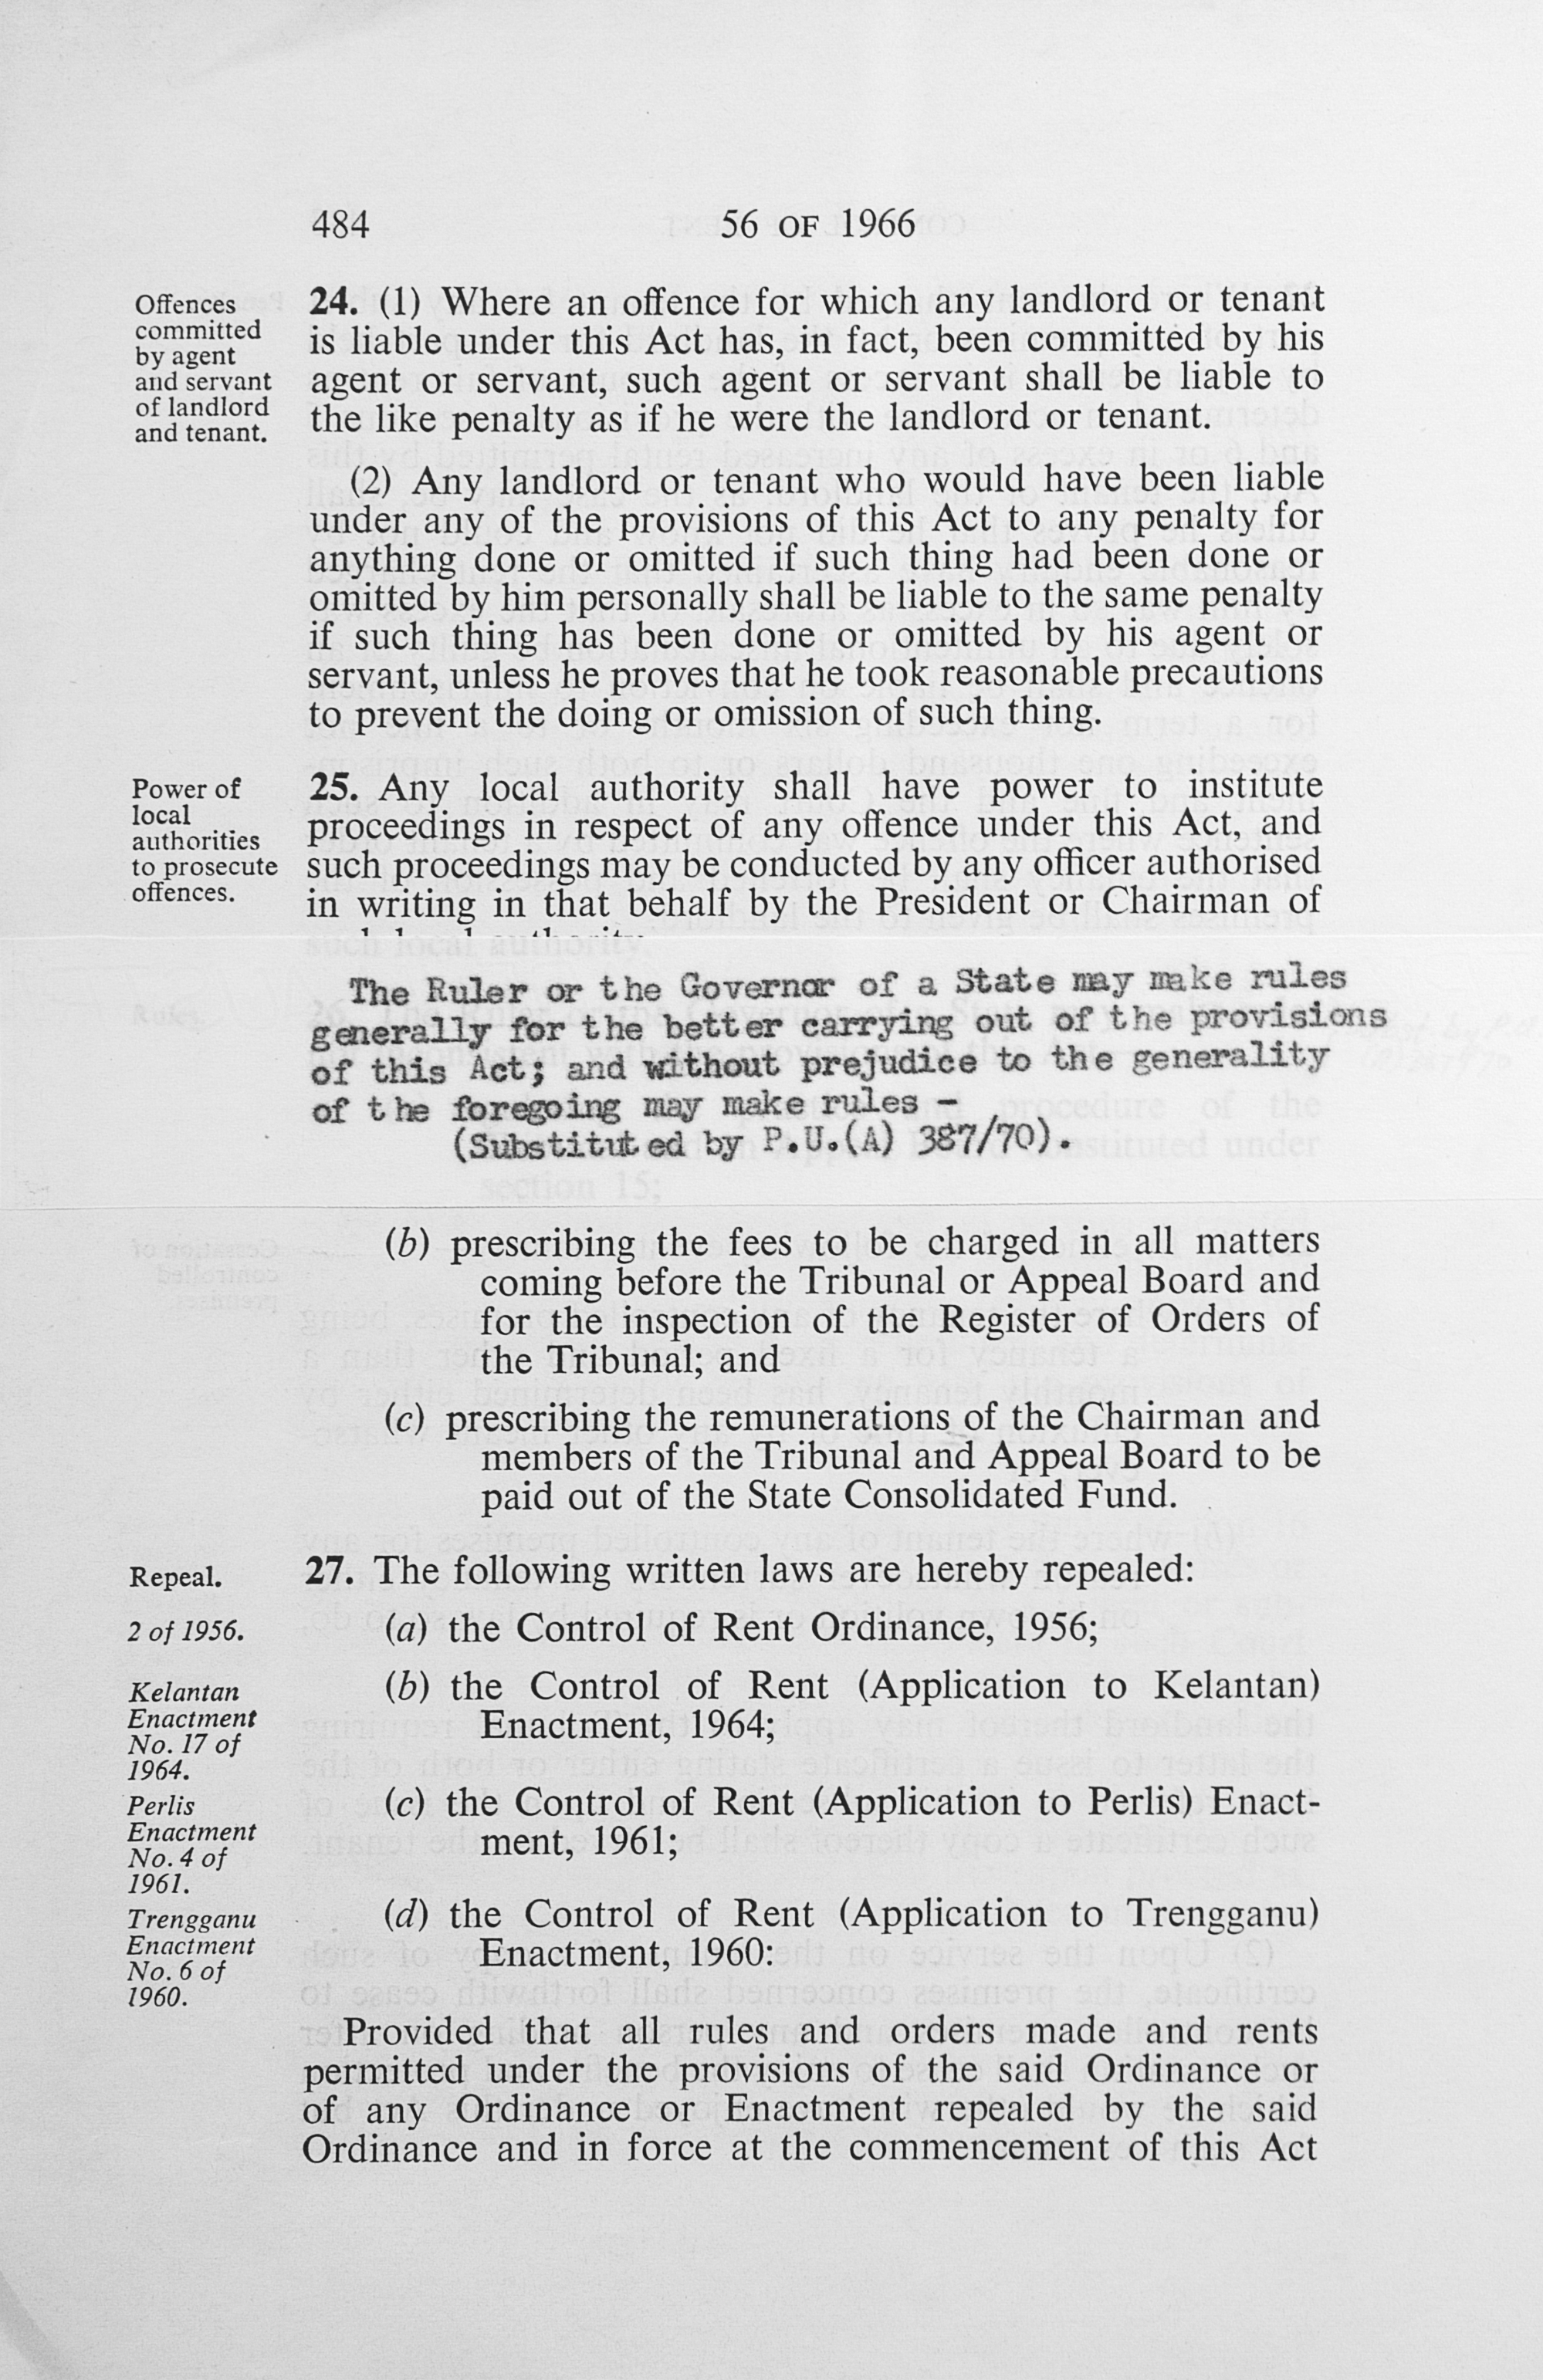 484
56 OF 1966
Offences
committed
by agent
and servant
of landlord
and tenant.
24. (1) Where an offence for which any landlord or tenant
is liable under this Act has, in fact, been committed by his
agent or servant, such agent or servant shall be liable to
the like penalty as if he were the landlord or tenant.
(2) Any landlord or tenant who would have been liable
under any of the provisions of this Act to any penalty for
anything done or omitted if such thing had been done or
omitted by him personally shall be liable to the same penalty
if such thing has been done or omitted by his agent or
servant, unless he proves that he took reasonable precautions
to prevent the doing or omission of such thing.
Power of
local
authorities
to prosecute
offences.
25. Any local authority shall have power to institute
proceedings in respect of any offence under this Act, and
such proceedings may be conducted by any officer authorised
in writing in that behalf by the President or Chairman of
such local authority.
The Ruler or the Governor of a State may make rules
generally for the better carrying out of the provisions
of this Act; and without prejudice to the generality
of the foregoing may make rules -
(Substituted by P.U.(A) 387/70).
(b) prescribing the fees to be charged in all matters
coming before the Tribunal or Appeal Board and
for the inspection of the Register of Orders of
the Tribunal; and
(c) prescribing the remunerations of the Chairman and
members of the Tribunal and Appeal Board to be
paid out of the State Consolidated Fund.
Repeal.
27. The following written laws are hereby repealed:
2 of 1956.
(a) the Control of Rent Ordinance, 1956;
Kelantan
Enactment
No. 17 of
1964.
(b) the Control of Rent (Application to Kelantan)
Enactment, 1964;
Perlis
Enactment
No. 4 of
1961.
(c) the Control of Rent (Application to Perlis) Enact-
ment, 1961;
Trengganu
Enactment
No. 6 of
1960.
(d) the Control of Rent (Application to Trengganu)
Enactment, 1960:
Provided that all rules and orders made and rents
permitted under the provisions of the said Ordinance or
of any Ordinance or Enactment repealed by the said
Ordinance and in force at the commencement of this Act